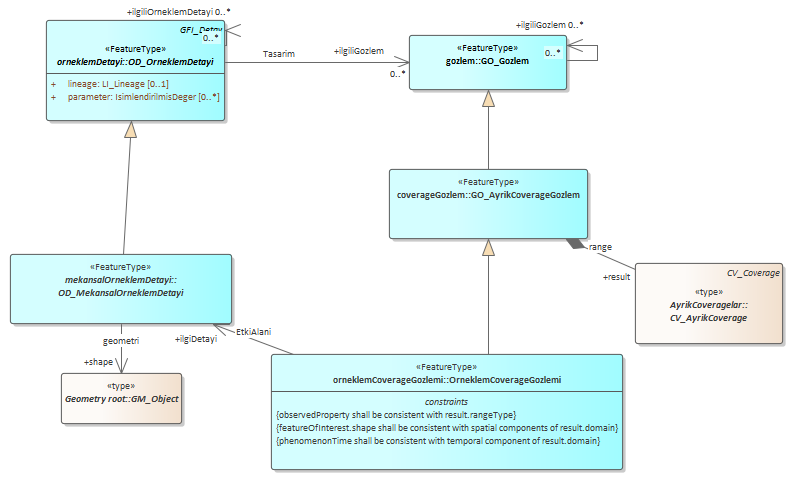 +ilgiliOrneklemDetayi 0..*
GFI_Detay
0..*
«FeatureType»
orneklemDetayi::OD_OrneklemDetayi
+ lineage: LI_Lineage [0..1]
+ parameter: IsimlendirilmisDeger [0..*]
Tasarim
+ilgiliGozlem
0..*
+ilgiliGozlem 0..*
0..*
«FeatureType»
gozlem::GO_Gozlem
«FeatureType»
coverageGozlem::GO_AyrikCoverageGozlem
range
+result
CV_Coverage
«type»
AyrikCoveragelar::
CV_AyrikCoverage
«FeatureType»
mekansalOrneklemDetayi::
OD_MekansalOrneklemDetayi
geometri
+shape
EtkiAlani
+ilgiDetayi
«type»
Geometry root::GM_Object
«FeatureType»
orneklemCoverageGozlemi::OrneklemCoverageGozlemi
constraints
{observedProperty shall be consistent with result.rangeType}
{featureOfInterest.shape shall be consistent with spatial components of result.domain}
{phenomenonTime shall be consistent with temporal component of result.domain}